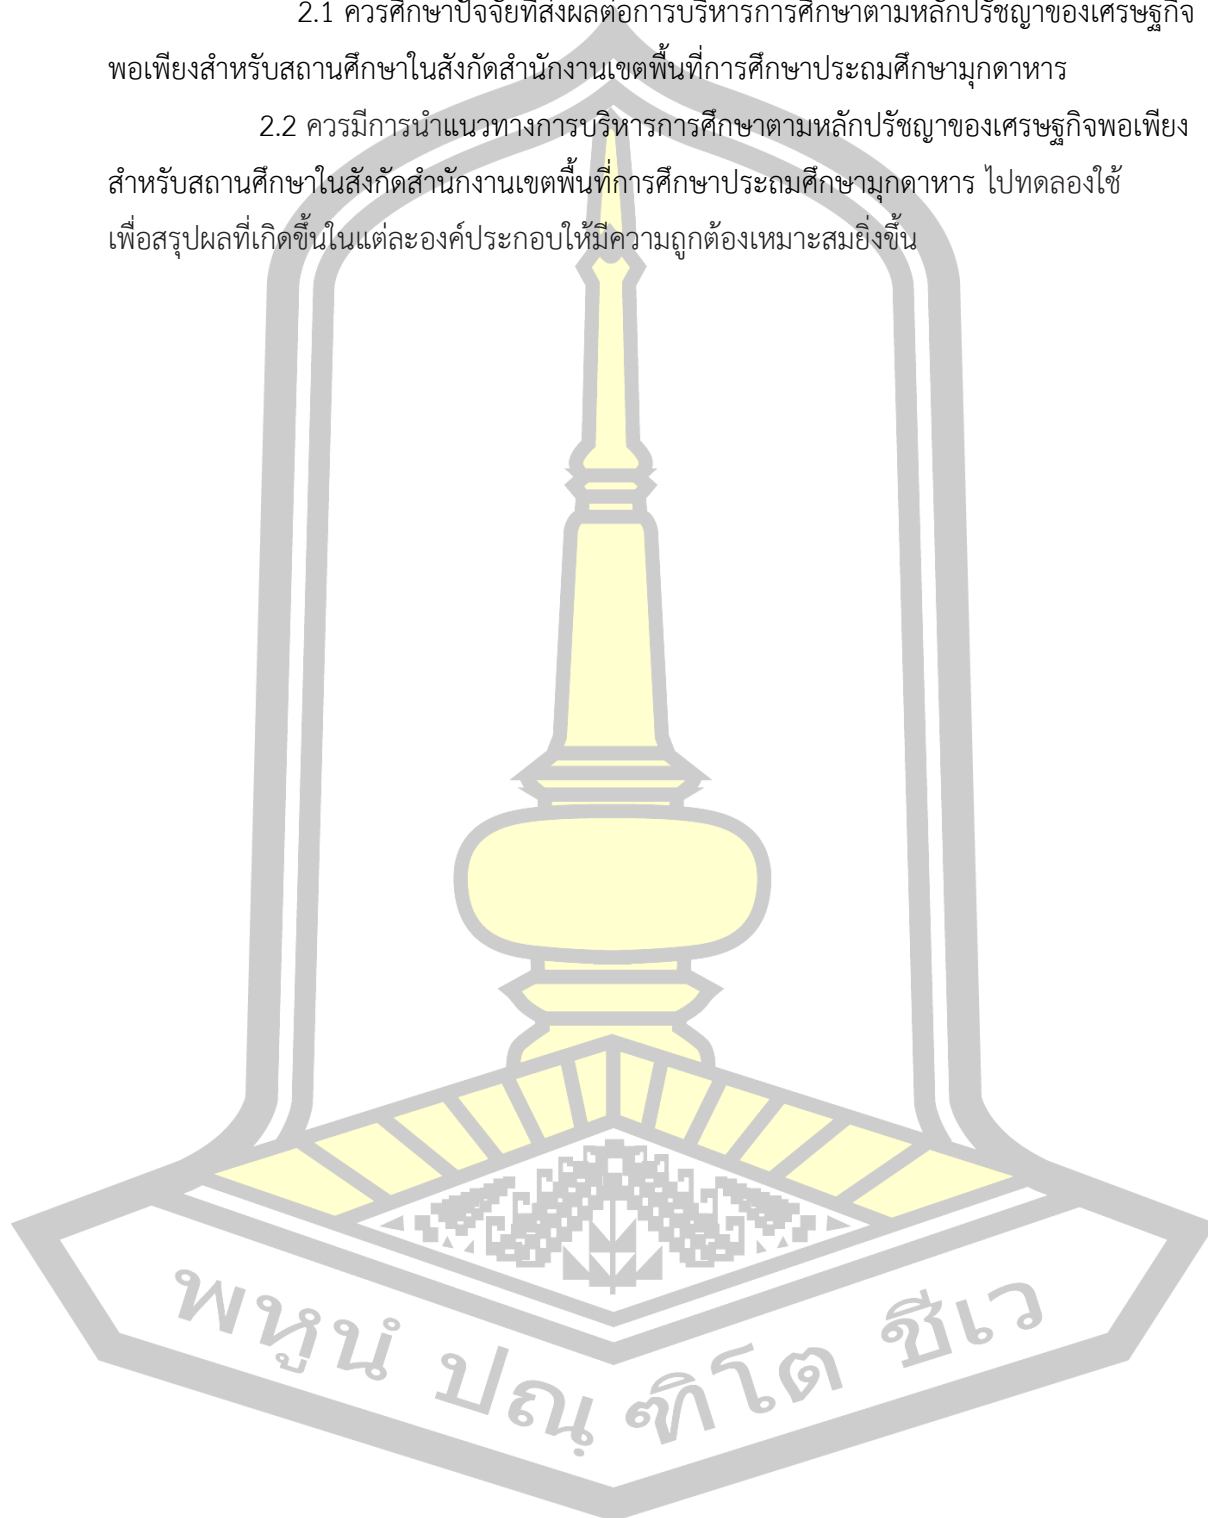 2.1 ควรศึกษาปัจจัยที่ส่งผลต่อการบริหารการศึกษาตามหลักปรัชญาของเศรษฐกิจ
พอเพียงสำหรับสถานศึกษาในสังกัดสำนักงานเขตพื้นที่การศึกษาประถมศึกษามุกดาหาร
2.2 ควรมีการนำแนวทางการบริหารการศึกษาตามหลักปรัชญาของเศรษฐกิจพอเพียง
สำหรับสถานศึกษาในสังกัดสำนักงานเขตพื้นที่การศึกษาประถมศึกษามุกดาหาร ไปทดลองใช้
เพื่อสรุปผลที่เกิดขึ้นในแต่ละองค์ประกอบให้มีความถูกต้องเหมาะสมยิ่งขึ้น
พหูนํ ปณฺ ฑิโต ชีเว